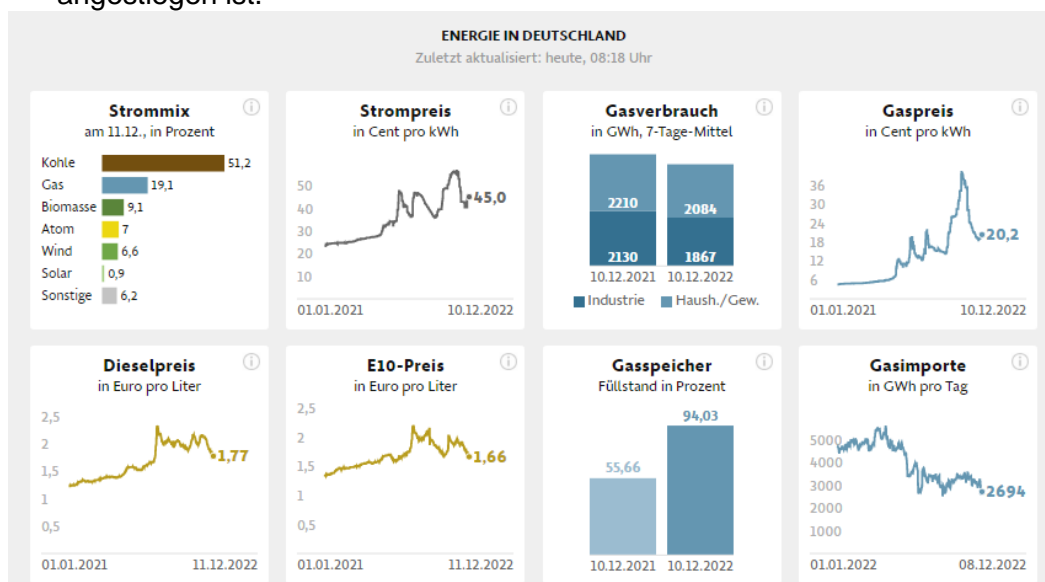 angestiegen ist.
ENERGIE IN DEUTSCHLAND
Zuletzt aktualisiert: heute, 08:18 Uhr
Strommix
am 11.12., in Prozent
Kohle 51,2
Gas 19,1
Biomasse 9,1
Atom 7
Wind 6,6
Solar 0,9
Sonstige 6,2
Strompreis
in Cent pro kWh
50
40
30
20
10
45,0
01.01.2021 10.12.2022
Gasverbrauch
in GWh, 7-Tage-Mittel
2210 2084
2130 1867
10.12.2021 10.12.2022
Industrie Haush./Gew.
Gaspreis
in Cent pro kWh
36
30
24
18
12
6
20,2
01.01.2021 10.12.2022
Dieselpreis
in Euro pro Liter
2,5
2
1,5
1
0,5
1,77
01.01.2021 11.12.2022
E10-Preis
in Euro pro Liter
2,5
2
1,5
1
0,5
1,66
01.01.2021 11.12.2022
Gasspeicher
Füllstand in Prozent
94,03
55,66
10.12.2021 10.12.2022
Gasimporte
in GWh pro Tag
5000
4000
3000
2000
1000
2694
01.01.2022 08.12.2022